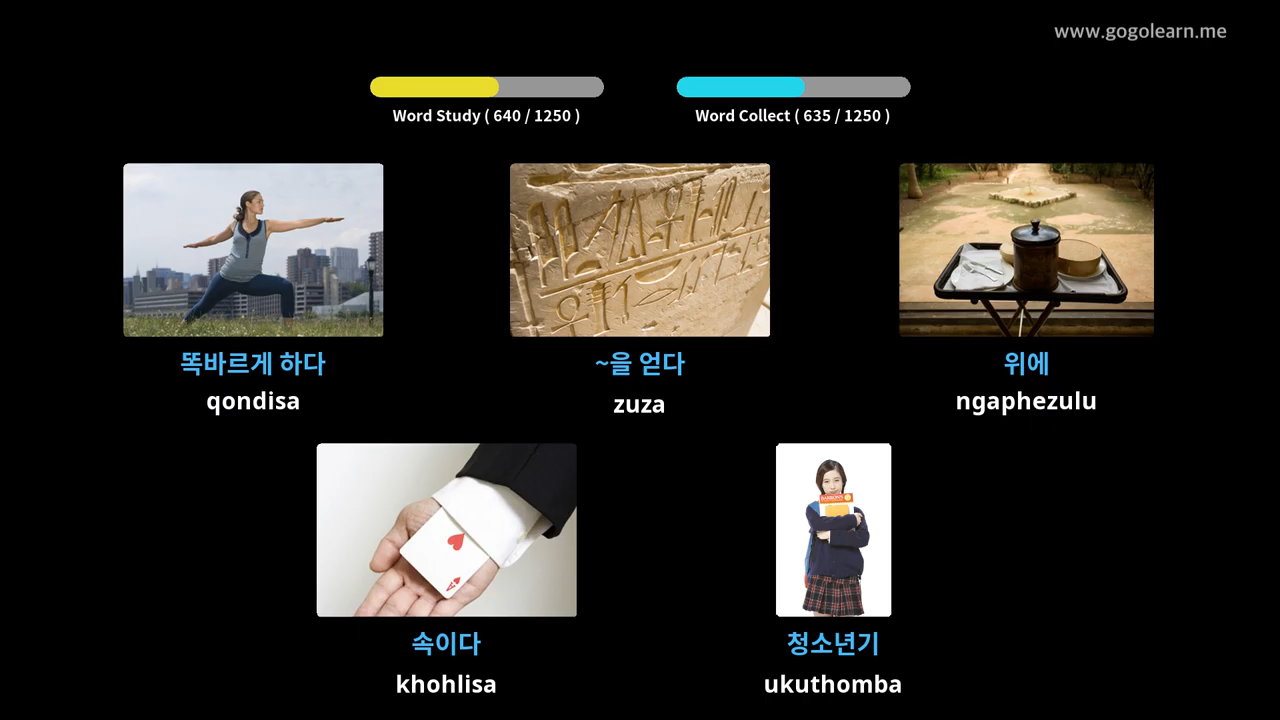 www.gogolearn.me
Word Study ( 640 / 1250 )
Word Collect ( 635 / 1250 )
똑바르게 하다
qondisa
~을 얻다
zuza
위에
ngaphezulu
속이다
khohlisa
청소년기
ukuthomba